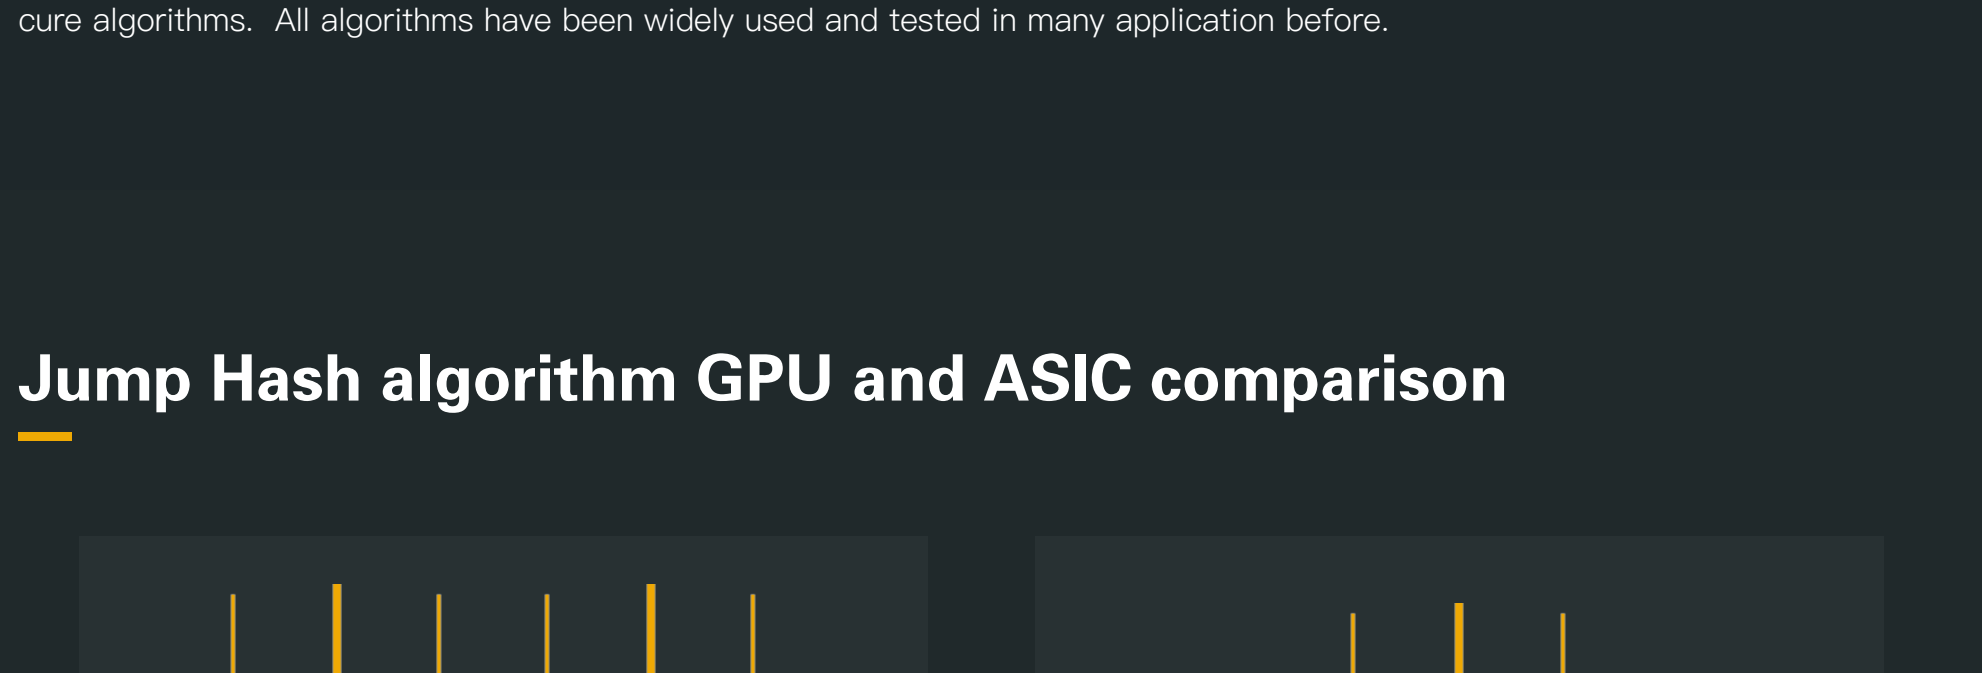 cure algorithms.  All algorithms have been widely used and tested in many application before.
Jump Hash algorithm GPU and ASIC comparison